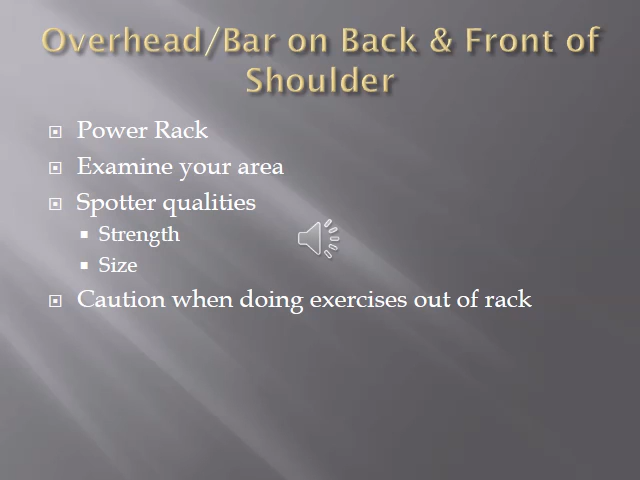 Overhead/Bar on Back & Front of
Shoulder
Power Rack
Examine your area
Spotter qualities
Strength
Size
Caution when doing exercises out of rack